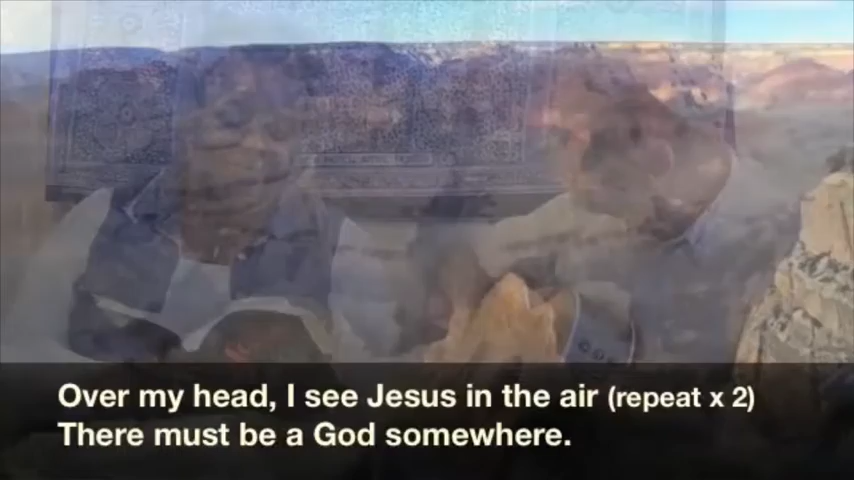 Over my head, I see Jesus in the air (repeat x 2)
There must be a God somewhere.